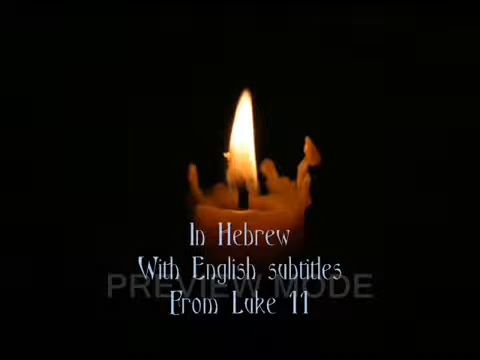 In Hebrew
With English subtitles
PREVIEW MODE
From Luke 11